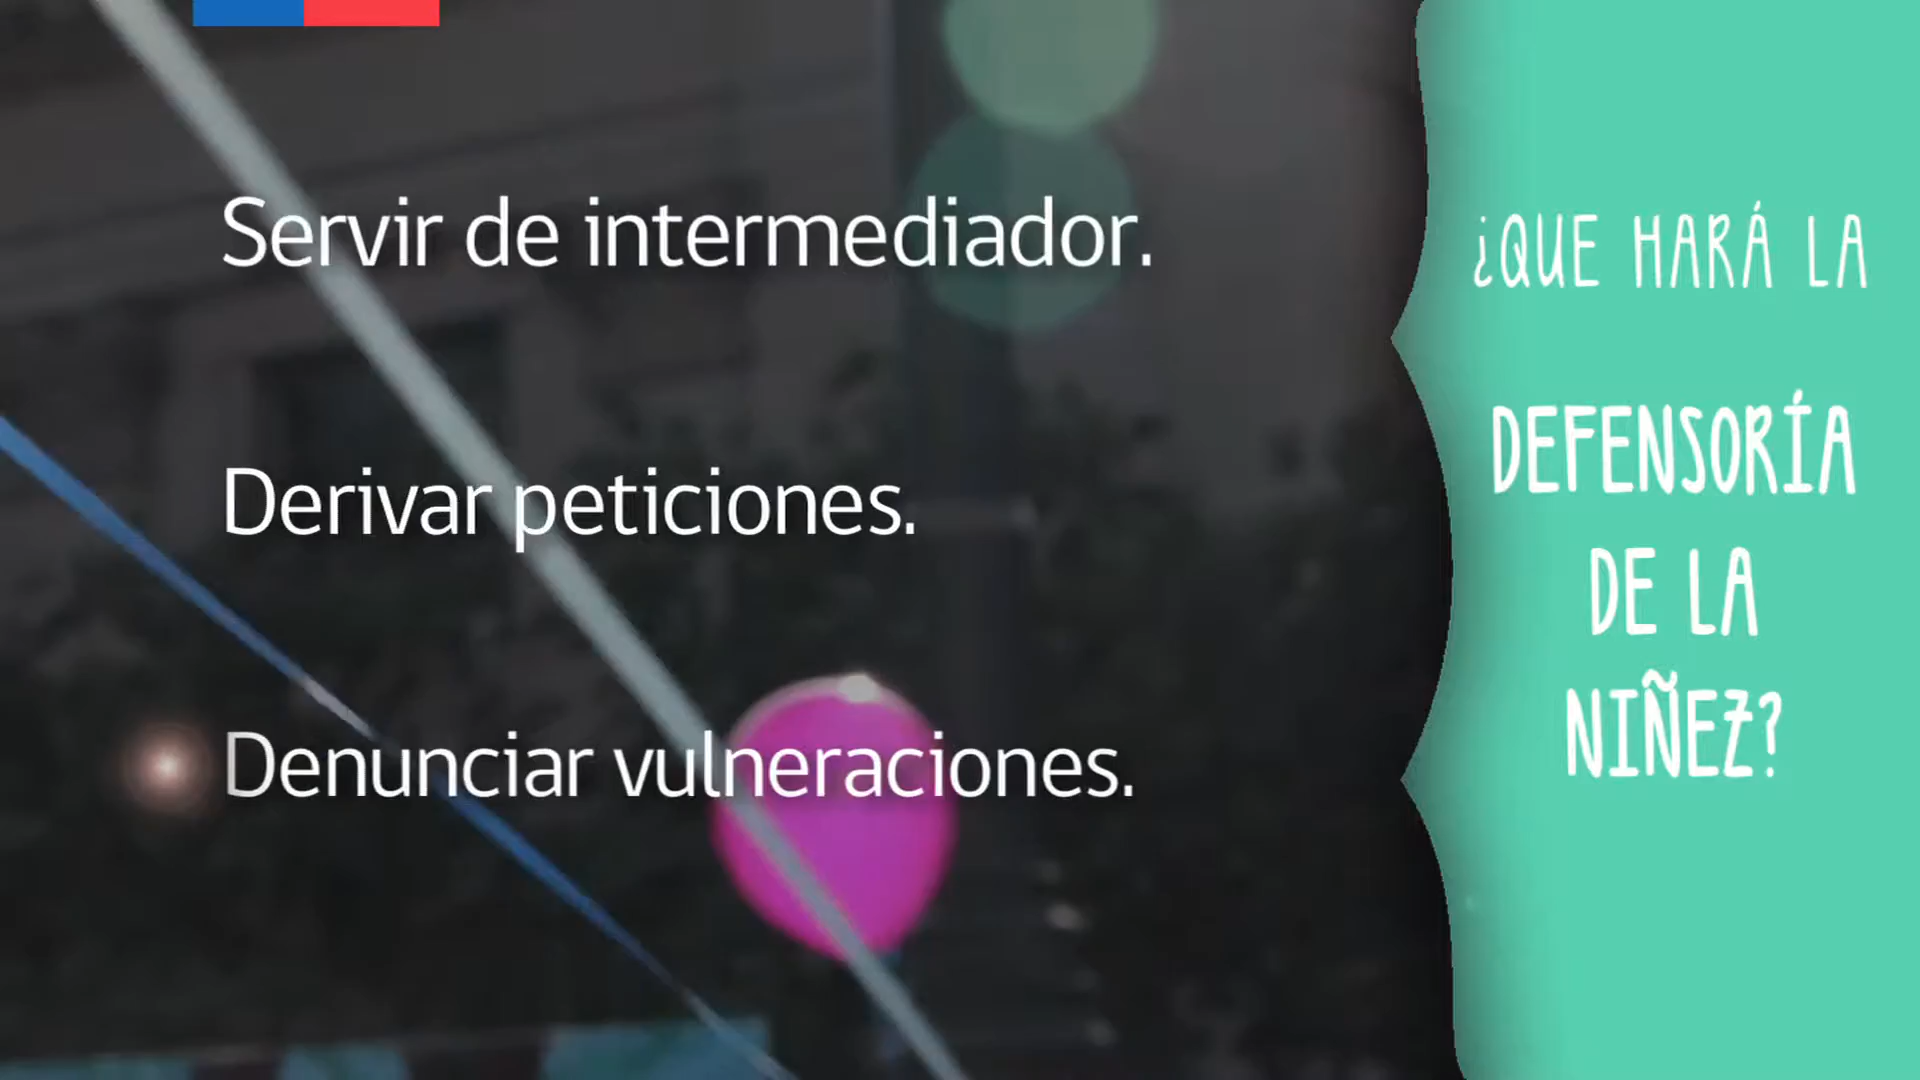 Servir de intermediador.
Derivar peticiones.
Denunciar vulneraciones.
¿QUE HARÁ LA
DEFENSORÍA
DE LA
NIÑEZ?